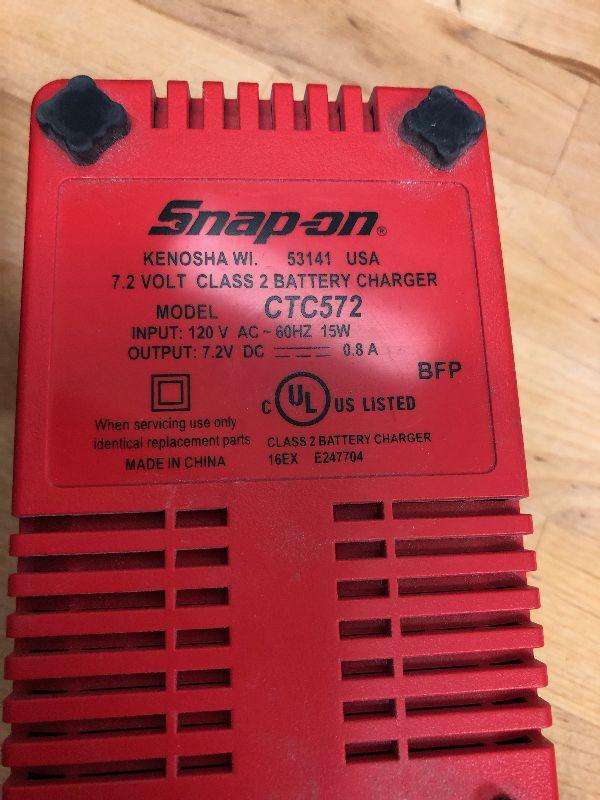 Snap-on®
KENOSHA WI. 53141 USA
7.2 VOLT CLASS 2 BATTERY CHARGER
MODEL CTC572
INPUT: 120 V AC ~ 60HZ 15W
OUTPUT: 7.2V DC ⎓ 0.8 A
BFP
C UL US LISTED
When servicing use only
identical replacement parts
MADE IN CHINA
CLASS 2 BATTERY CHARGER
16EX E247704